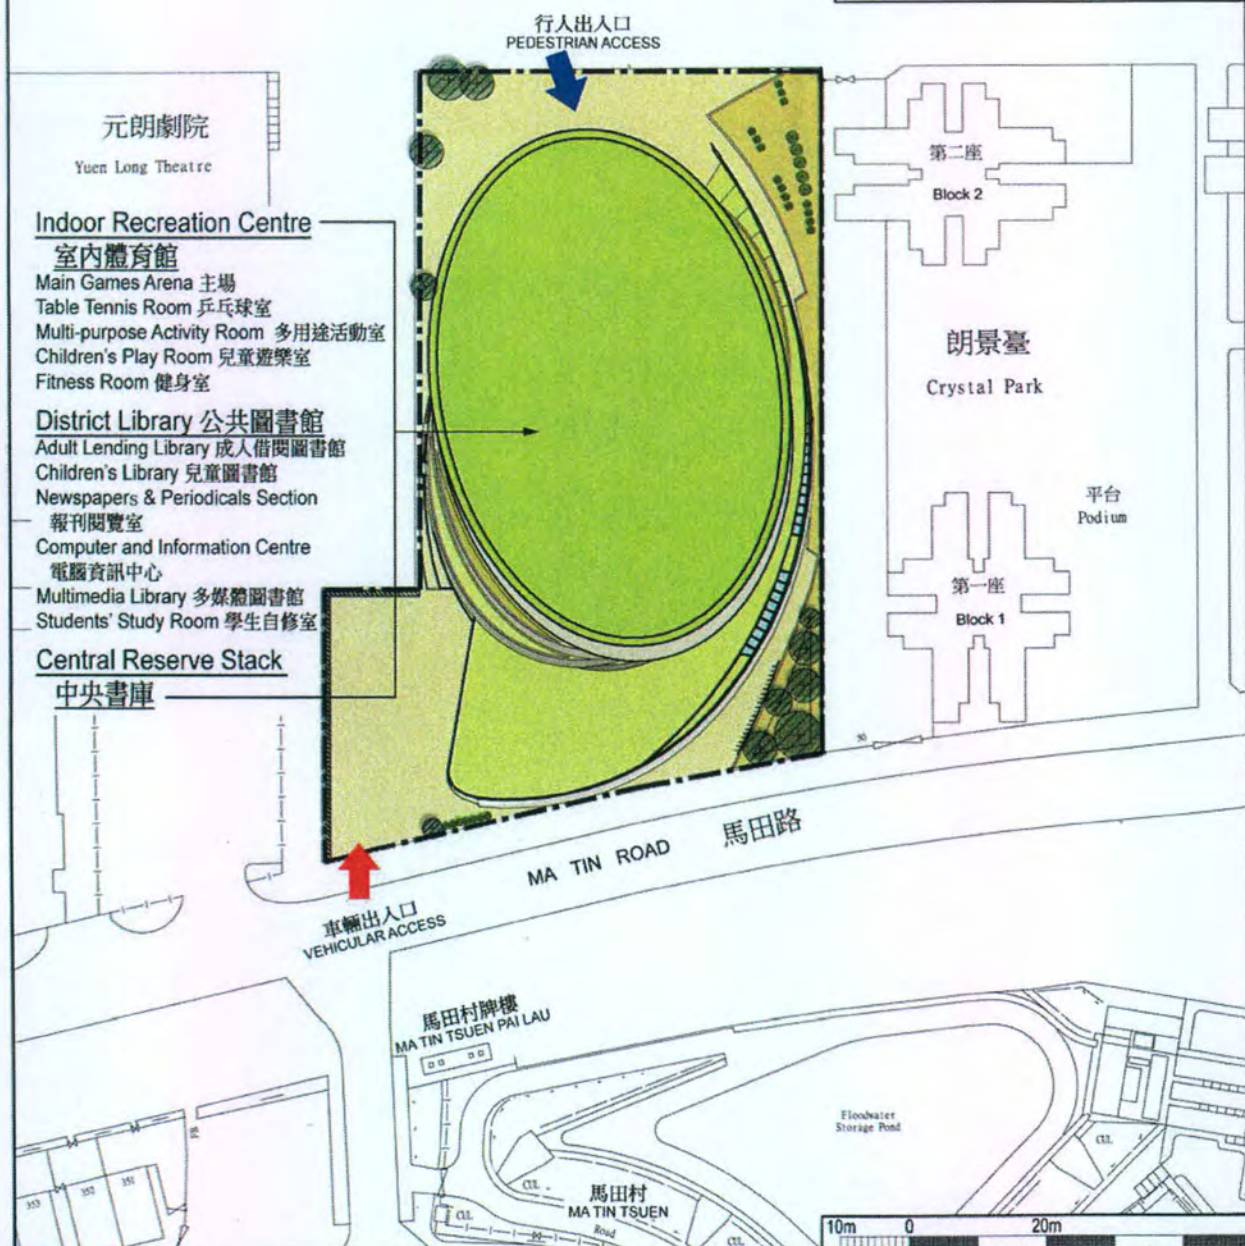 行人出入口
PEDESTRIAN ACCESS
元朗劇院
Yuen Long Theatre
Indoor Recreation Centre
室內體育館
Main Games Arena 主場
Table Tennis Room 乒乓球室
Multi-purpose Activity Room 多用途活動室
Children's Play Room 兒童遊樂室
Fitness Room 健身室
District Library 公共圖書館
Adult Lending Library 成人借閱圖書館
Children's Library 兒童圖書館
Newspapers & Periodicals Section
報刊閱覽室
Computer and Information Centre
電腦資訊中心
Multimedia Library 多媒體圖書館
Students' Study Room 學生自修室
Central Reserve Stack
中央書庫
第二座
Block 2
朗景臺
Crystal Park
平台
Podium
第一座
Block 1
MA TIN ROAD 馬田路
車輛出入口
VEHICULAR ACCESS
馬田村牌樓
MA TIN TSUEN PAI LAU
Floodwater
Storage Pond
CUL
CUL
馬田村
MA TIN TSUEN
CUL
Road
CUL
353
352
351
10m 0 20m